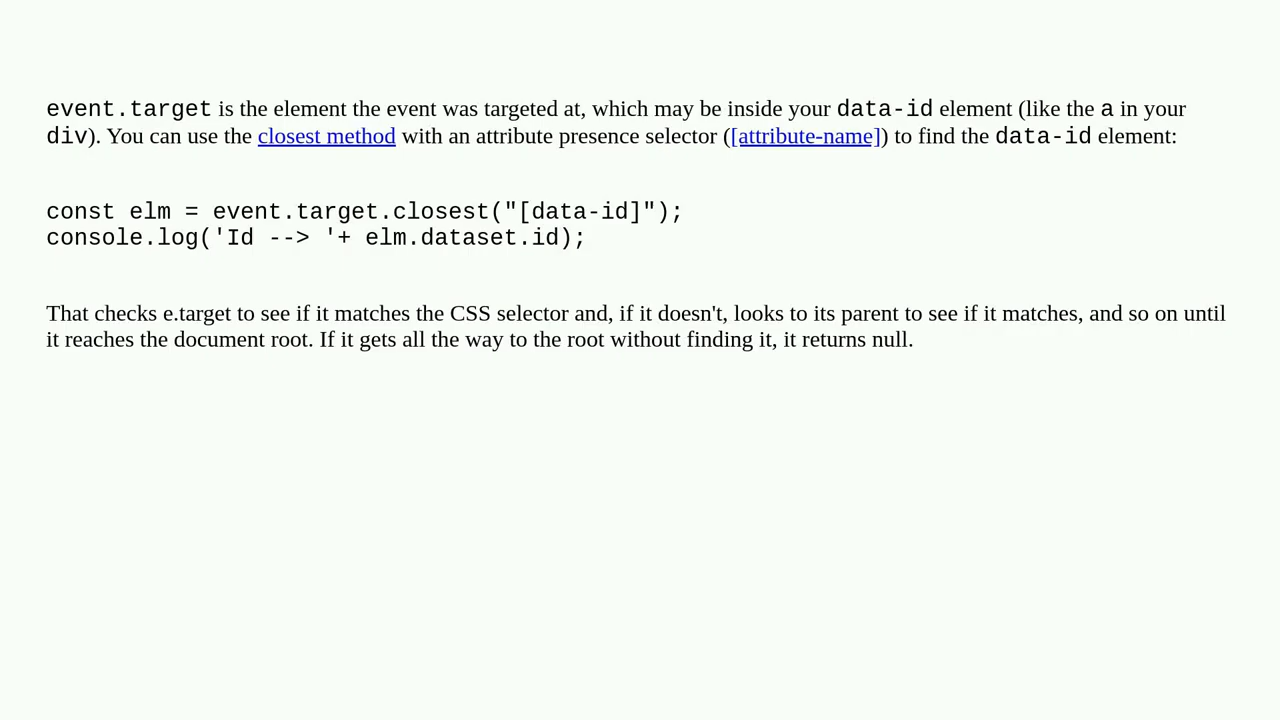 event.target is the element the event was targeted at, which may be inside your data-id element (like the a in your
div). You can use the closest method with an attribute presence selector ([attribute-name]) to find the data-id element:
const elm = event.target.closest("[data-id]");
console.log('Id --> '+ elm.dataset.id);
That checks e.target to see if it matches the CSS selector and, if it doesn't, looks to its parent to see if it matches, and so on until
it reaches the document root. If it gets all the way to the root without finding it, it returns null.